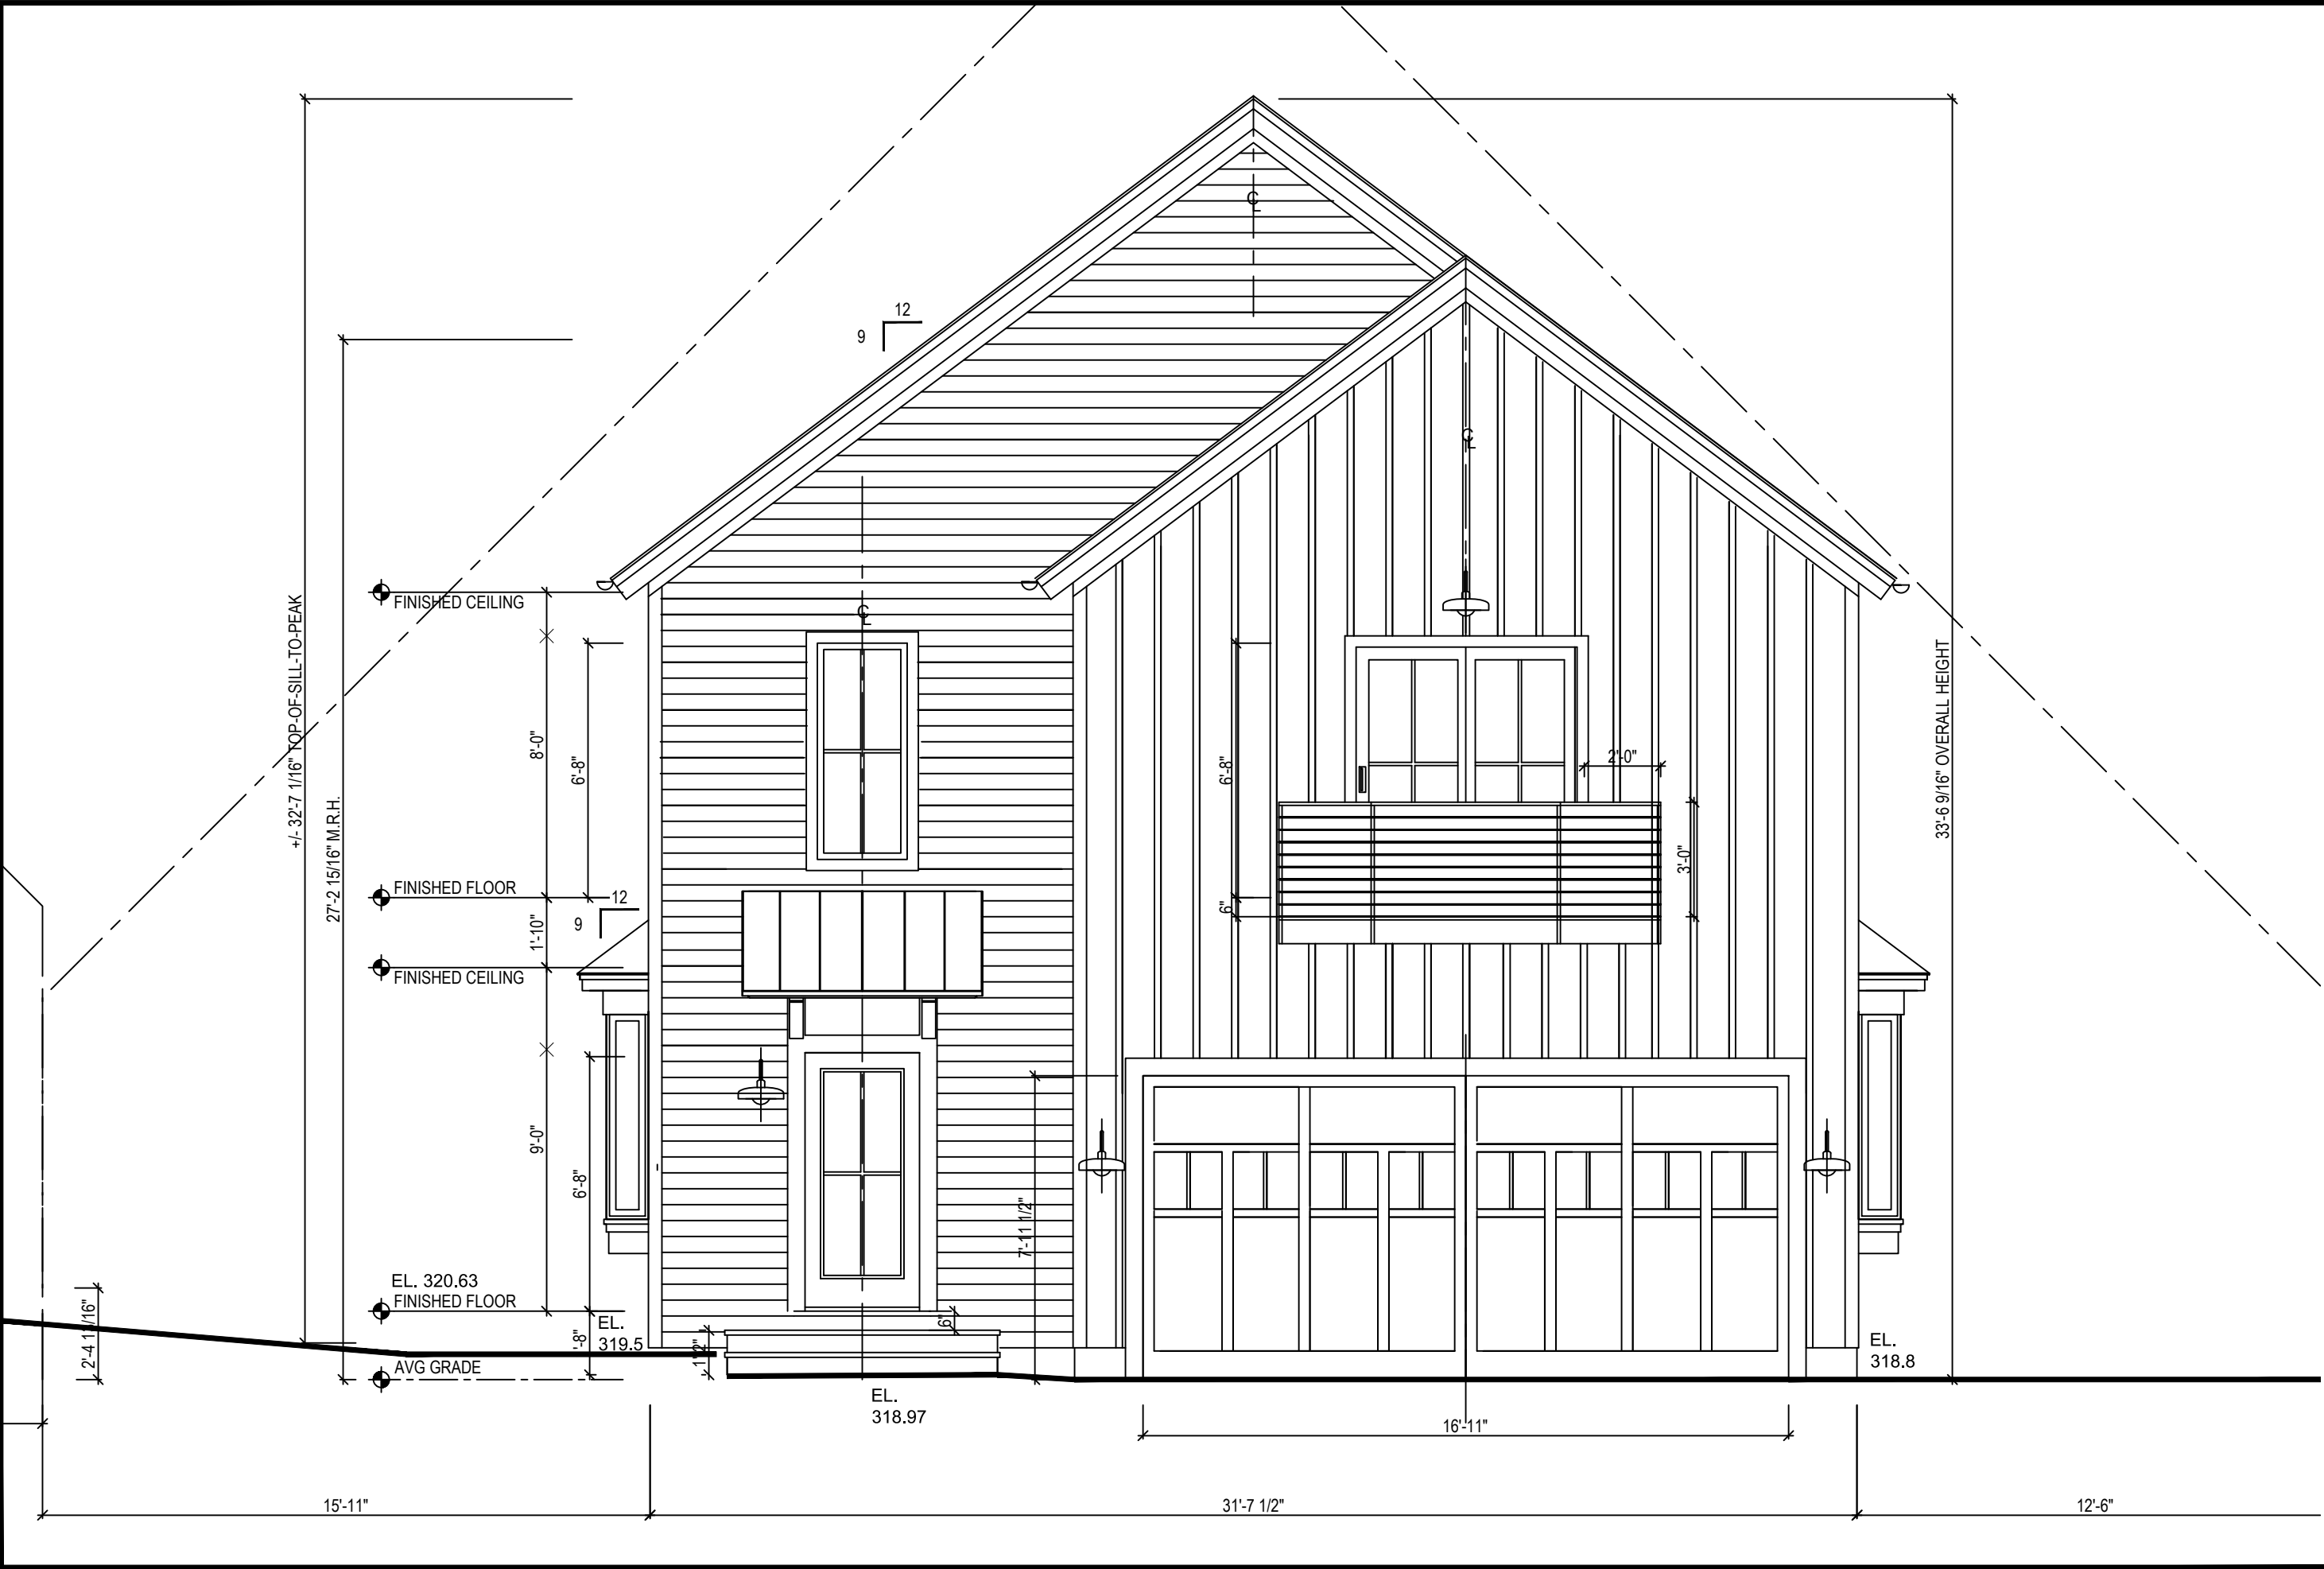 12
9
FINISHED CEILING
+/- 32'-7 1/16" TOP-OF-SILL-TO-PEAK
27'-2 15/16" M.R.H.
8'-0"
6'-8"
6'-8"
2'-0"
33'-6 9/16" OVERALL HEIGHT
3'-0"
6"
FINISHED FLOOR
12
9
1'-10"
FINISHED CEILING
9'-0"
6'-8"
7'-11 1/2"
EL. 320.63
FINISHED FLOOR
EL.
319.5
6"
1'-2"
AVG GRADE
EL.
318.8
EL.
318.97
16'-11"
15'-11"
31'-7 1/2"
12'-6"